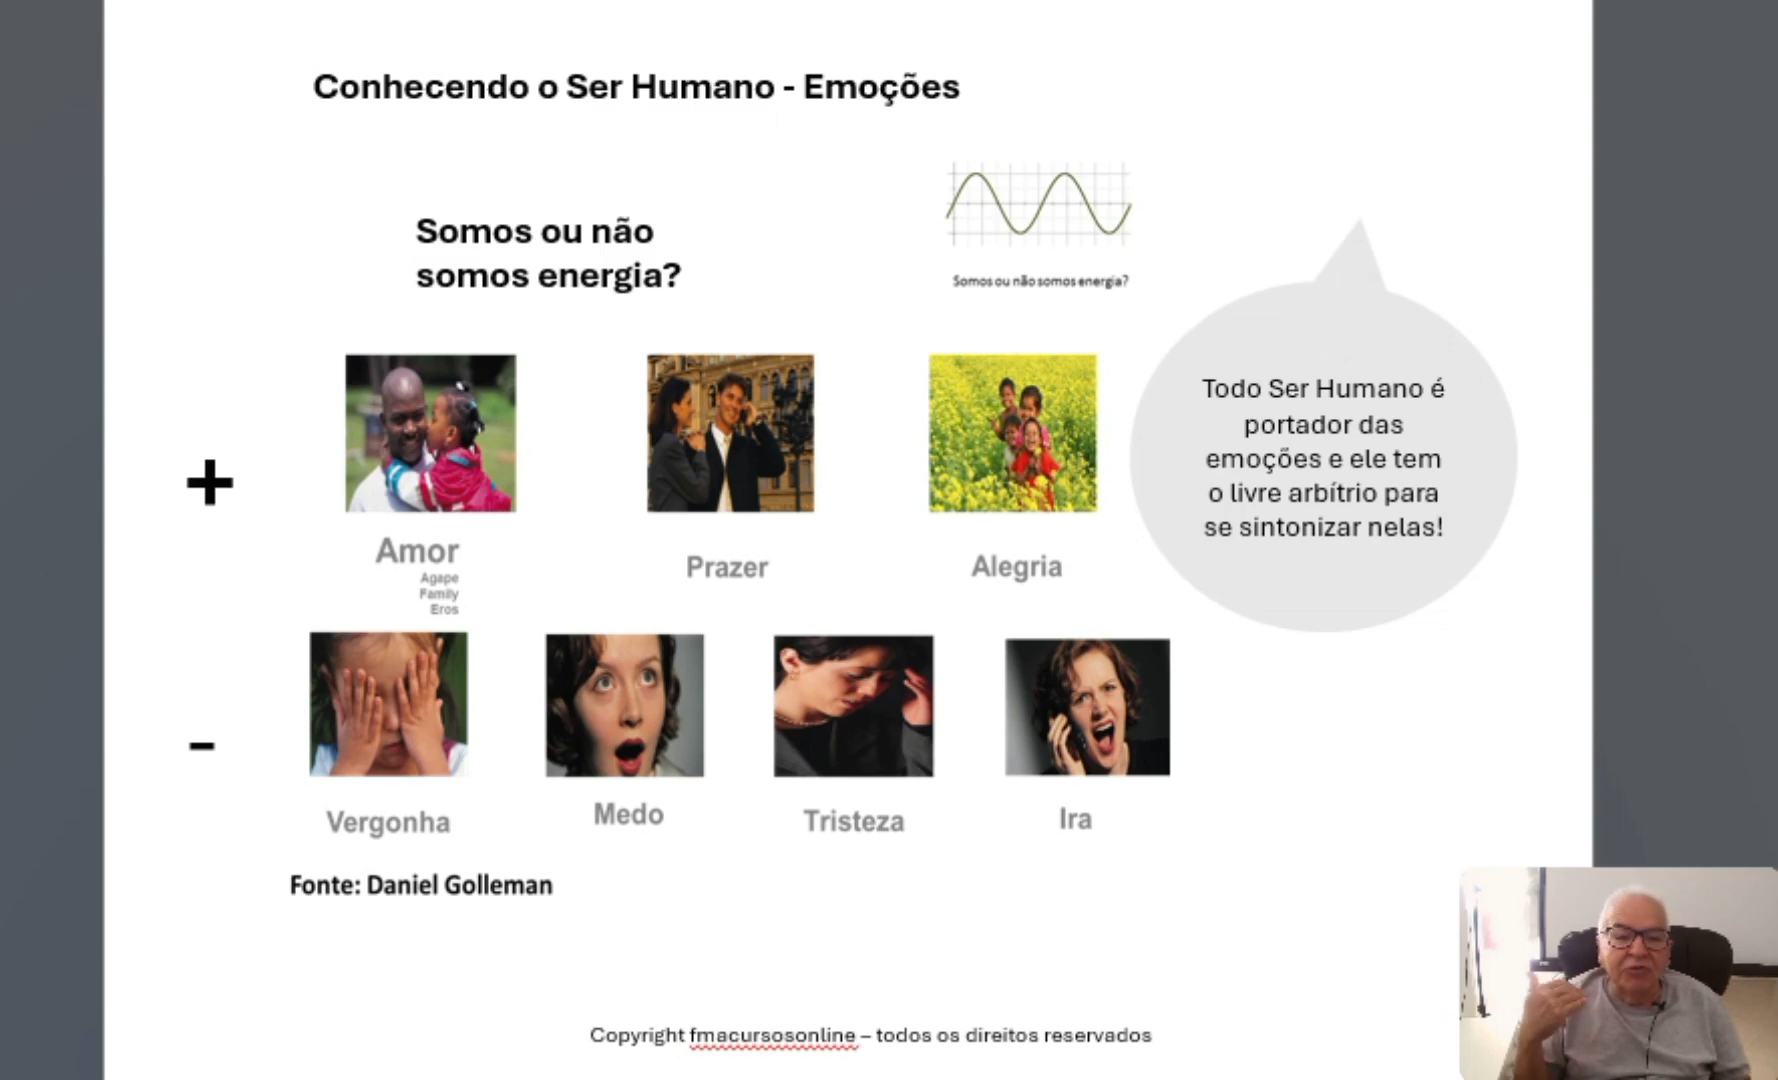 Conhecendo o Ser Humano - Emoções
Somos ou não
somos energia?
Somos ou não somos energia?
Todo Ser Humano é
portador das
emoções e ele tem
o livre arbítrio para
se sintonizar nelas!
+
Amor
Agape
Family
Eros
Prazer
Alegria
-
Vergonha
Medo
Tristeza
Ira
Fonte: Daniel Golleman
Copyright fmacursosonline – todos os direitos reservados